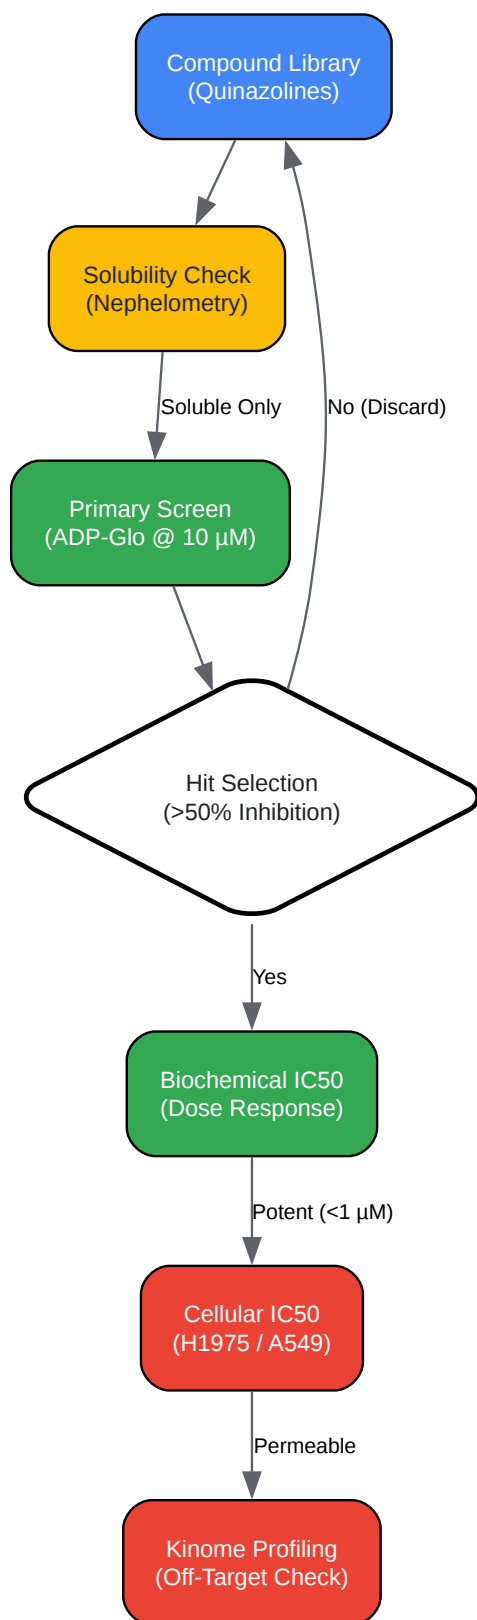 Compound Library
(Quinazolines)
Solubility Check
(Nephelometry)
Soluble Only
No (Discard)
Primary Screen
(ADP-Glo @ 10 µM)
Hit Selection
(>50% Inhibition)
Yes
Biochemical IC50
(Dose Response)
Potent (<1 µM)
Cellular IC50
(H1975 / A549)
Permeable
Kinome Profiling
(Off-Target Check)